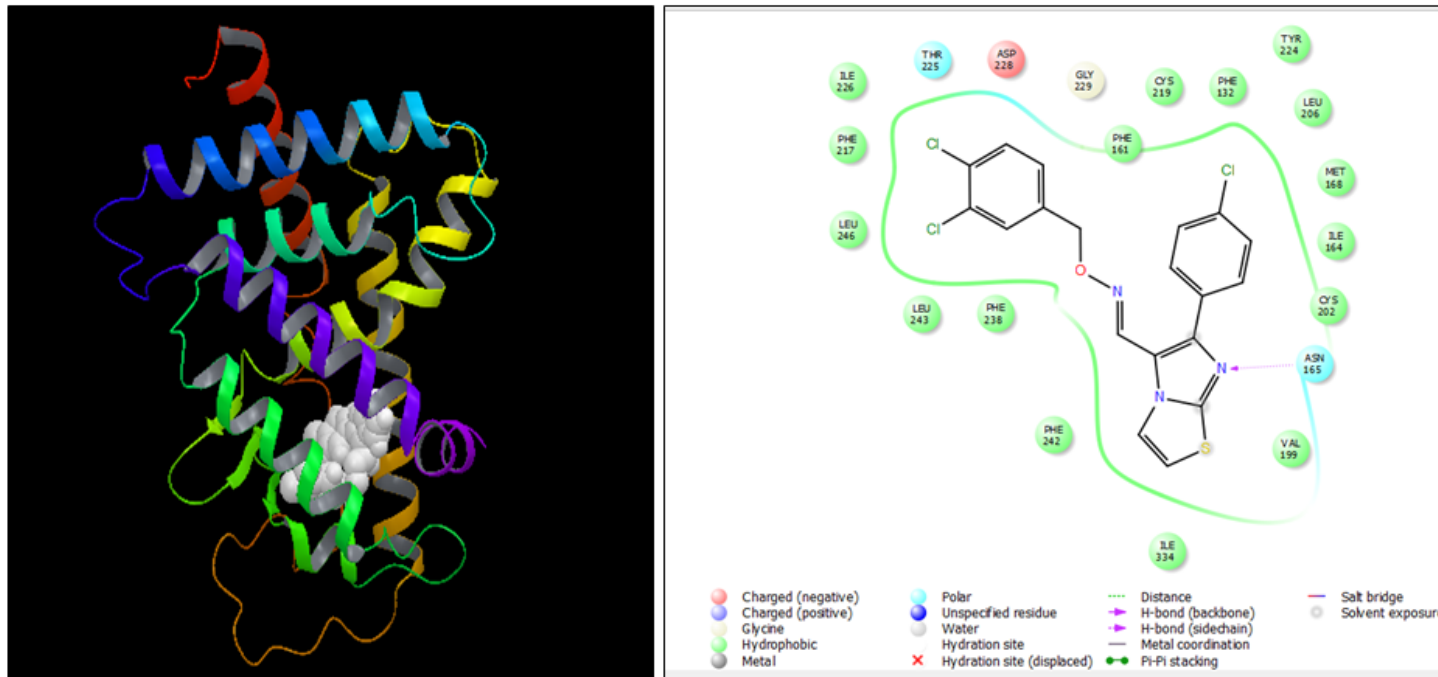 TYR
224
THR
225
ASP
228
GLY
229
ILE
226
CYS
219
PHE
132
LEU
206
PHE
217
PHE
161
Cl
Cl
MET
168
Cl
LEU
246
ILE
164
O
N
CYS
202
LEU
243
PHE
238
N
ASN
165
N
PHE
242
VAL
199
S
ILE
334
Charged (negative)
Charged (positive)
Glycine
Hydrophobic
Metal
Polar
Unspecified residue
Water
Hydration site
Hydration site (displaced)
Distance
H-bond (backbone)
H-bond (sidechain)
Metal coordination
Pi-Pi stacking
Salt bridge
Solvent exposure